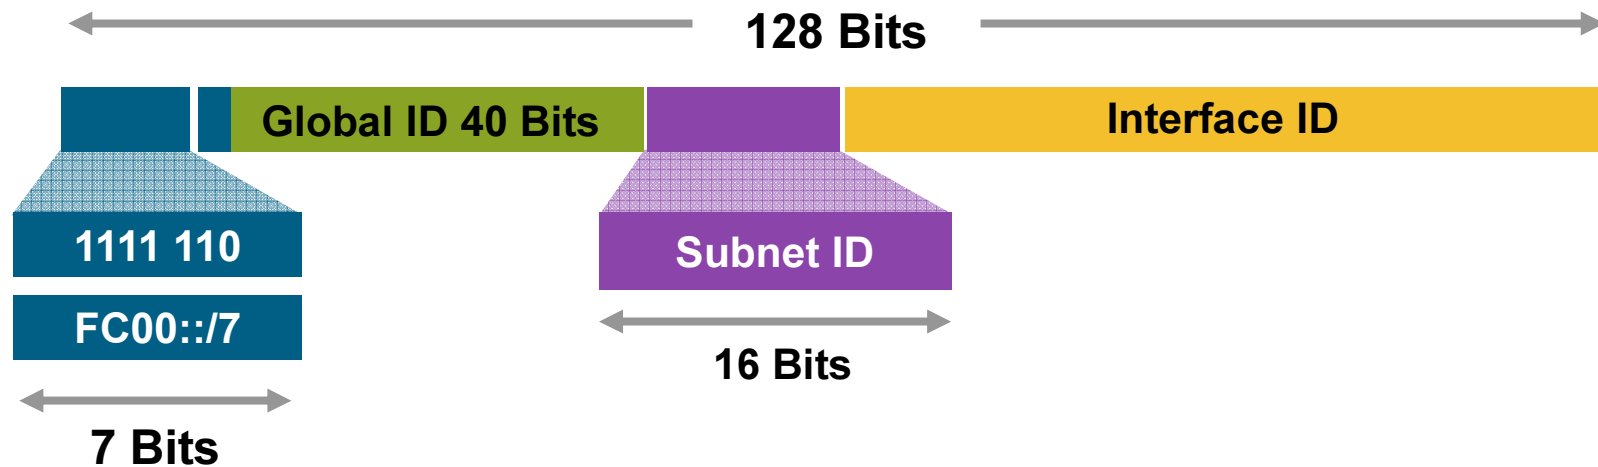 128 Bits
Global ID 40 Bits
Interface ID
1111 110
Subnet ID
FC00::/7
16 Bits
7 Bits